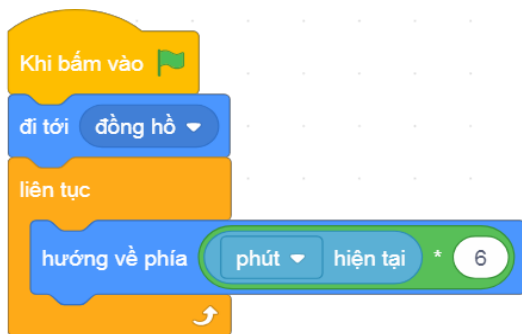 Khi bấm vào
đi tới đồng hồ
liên tục
hướng về phía phút hiện tại * 6